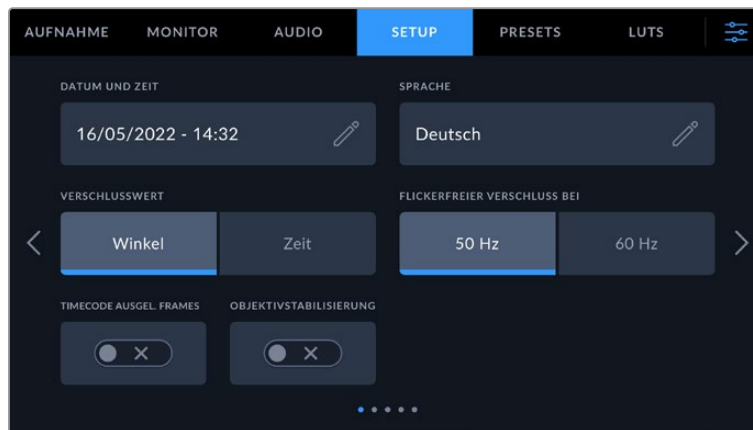 AUFNAHME MONITOR AUDIO SETUP PRESETS LUTS
DATUM UND ZEIT SPRACHE
16/05/2022 - 14:32 Deutsch
VERSCHLUSSWERT FLICKERFREIER VERSCHLUSS BEI
Winkel Zeit 50 Hz 60 Hz
TIMECODE AUSGEL. FRAMES OBJEKTIVSTABILISIERUNG